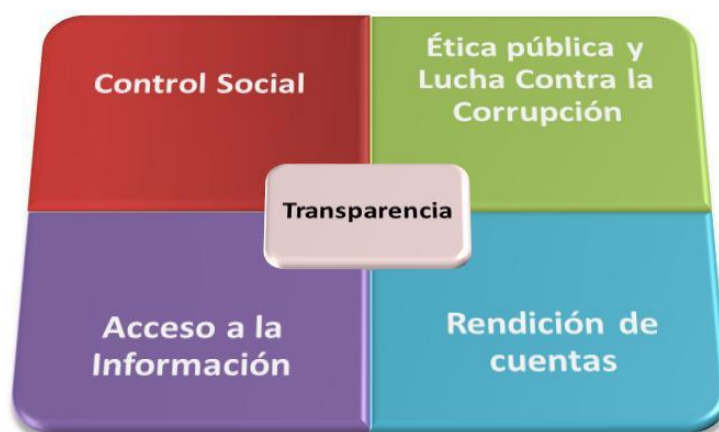 Control Social
Ética pública y
Lucha Contra la
Corrupción
Transparencia
Acceso a la
Información
Rendición de
cuentas